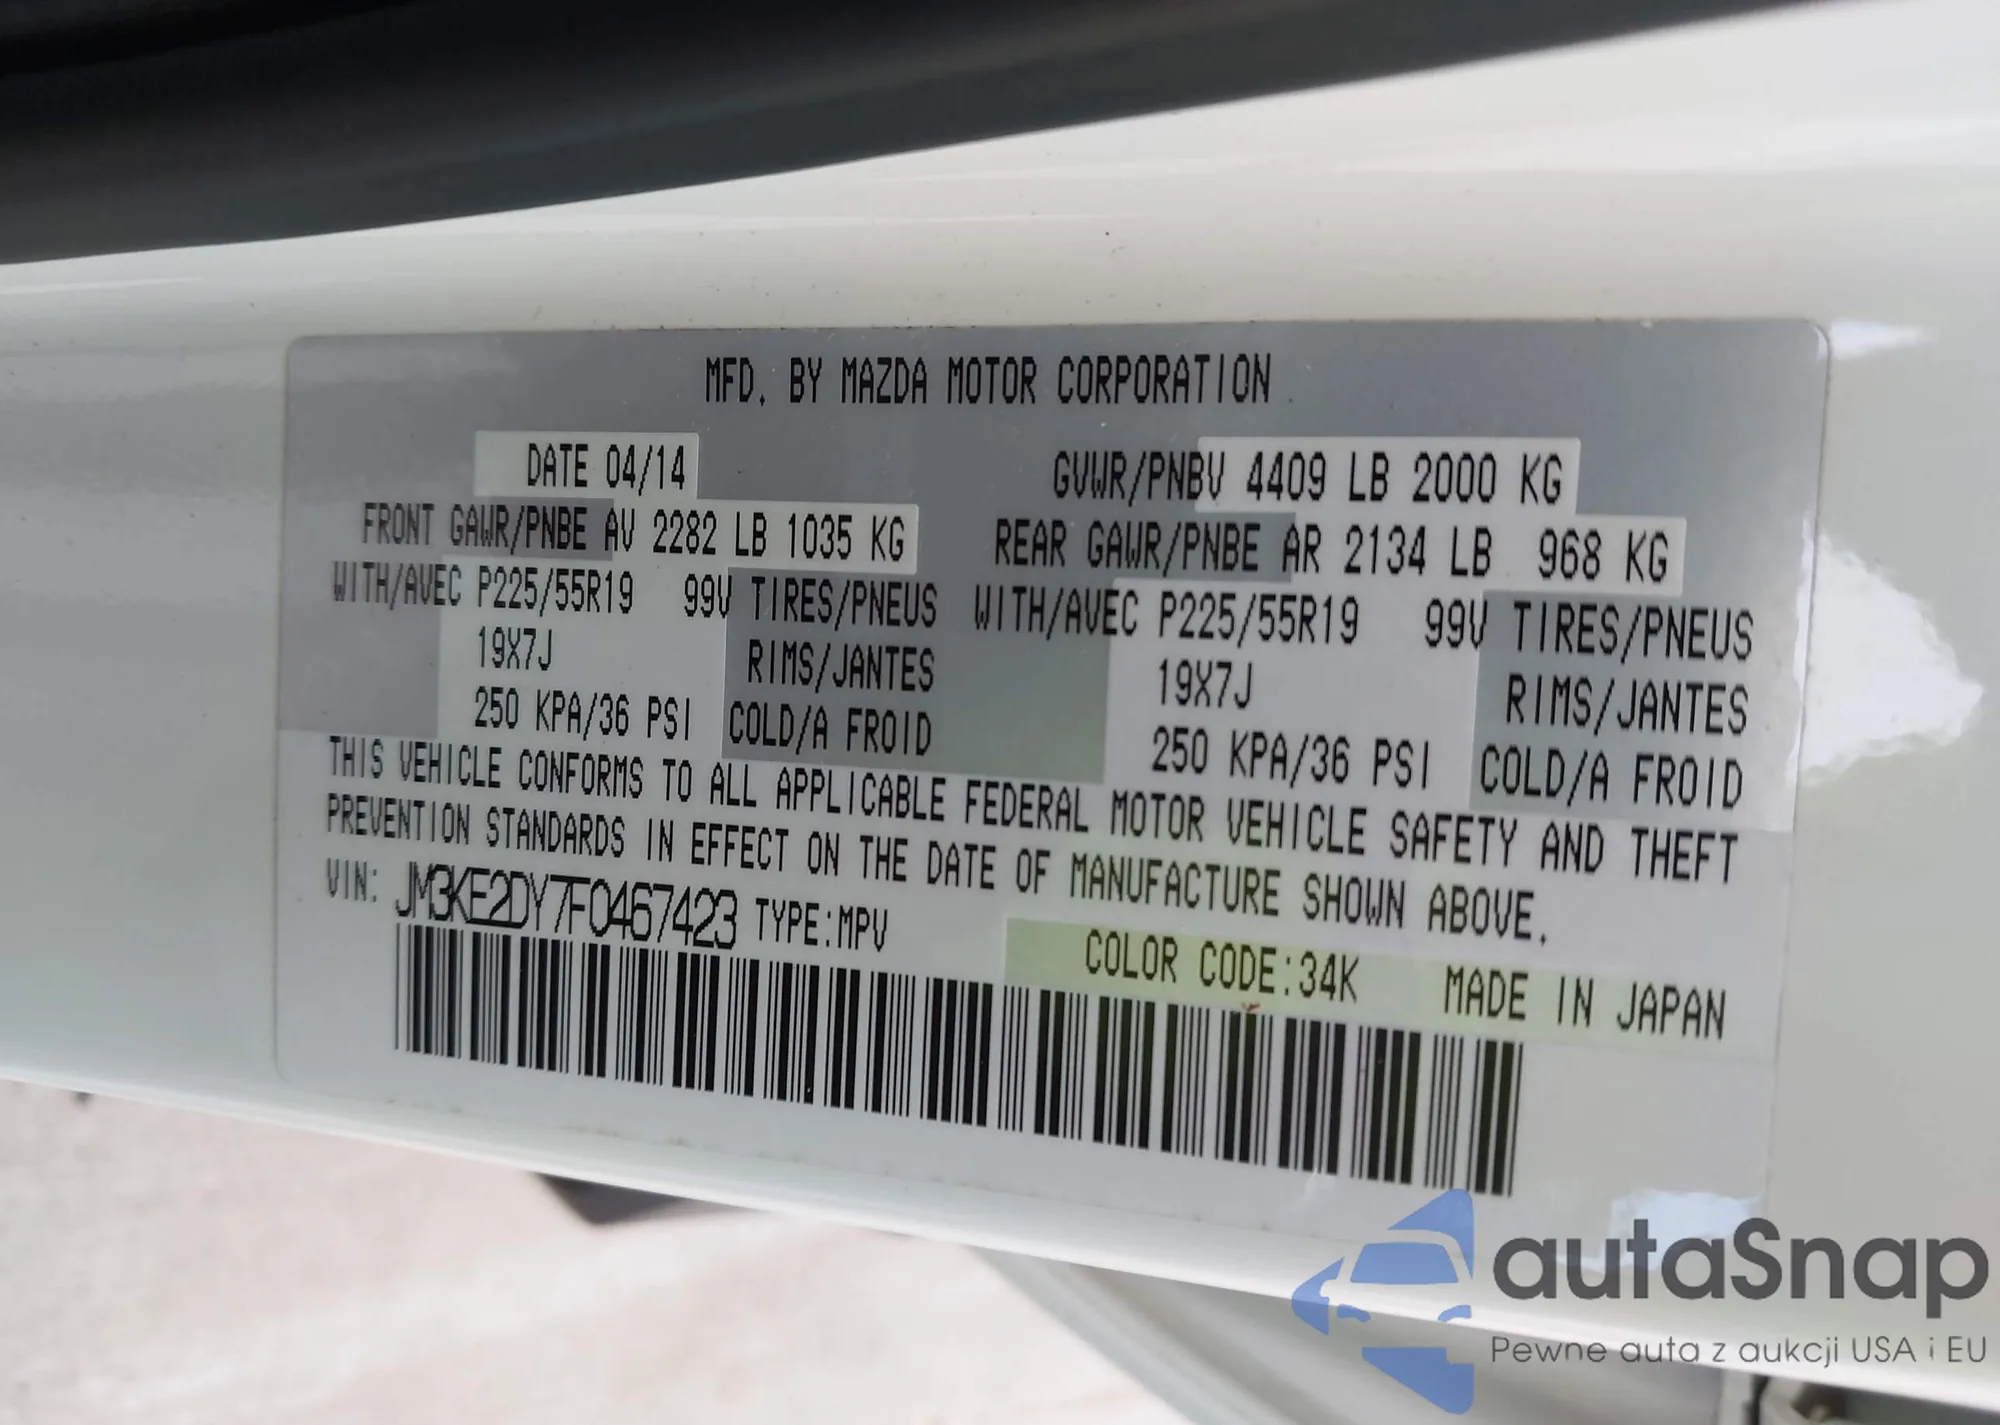 MFD. BY MAZDA MOTOR CORPORATION
DATE 04/14 GVWR/PNBV 4409 LB 2000 KG
FRONT GAWR/PNBE AV 2282 LB 1035 KG REAR GAWR/PNBE AR 2134 LB 968 KG
WITH/AVEC P225/55R19 99V TIRES/PNEUS WITH/AVEC P225/55R19 99V TIRES/PNEUS
19X7J RIMS/JANTES 19X7J RIMS/JANTES
250 KPA/36 PSI COLD/A FROID 250 KPA/36 PSI COLD/A FROID
THIS VEHICLE CONFORMS TO ALL APPLICABLE FEDERAL MOTOR VEHICLE SAFETY AND THEFT
PREVENTION STANDARDS IN EFFECT ON THE DATE OF MANUFACTURE SHOWN ABOVE.
VIN: JM3KE2DY7F0467423 TYPE:MPV
COLOR CODE:34K MADE IN JAPAN
autaSnap
Pewne auta z aukcji USA i EU